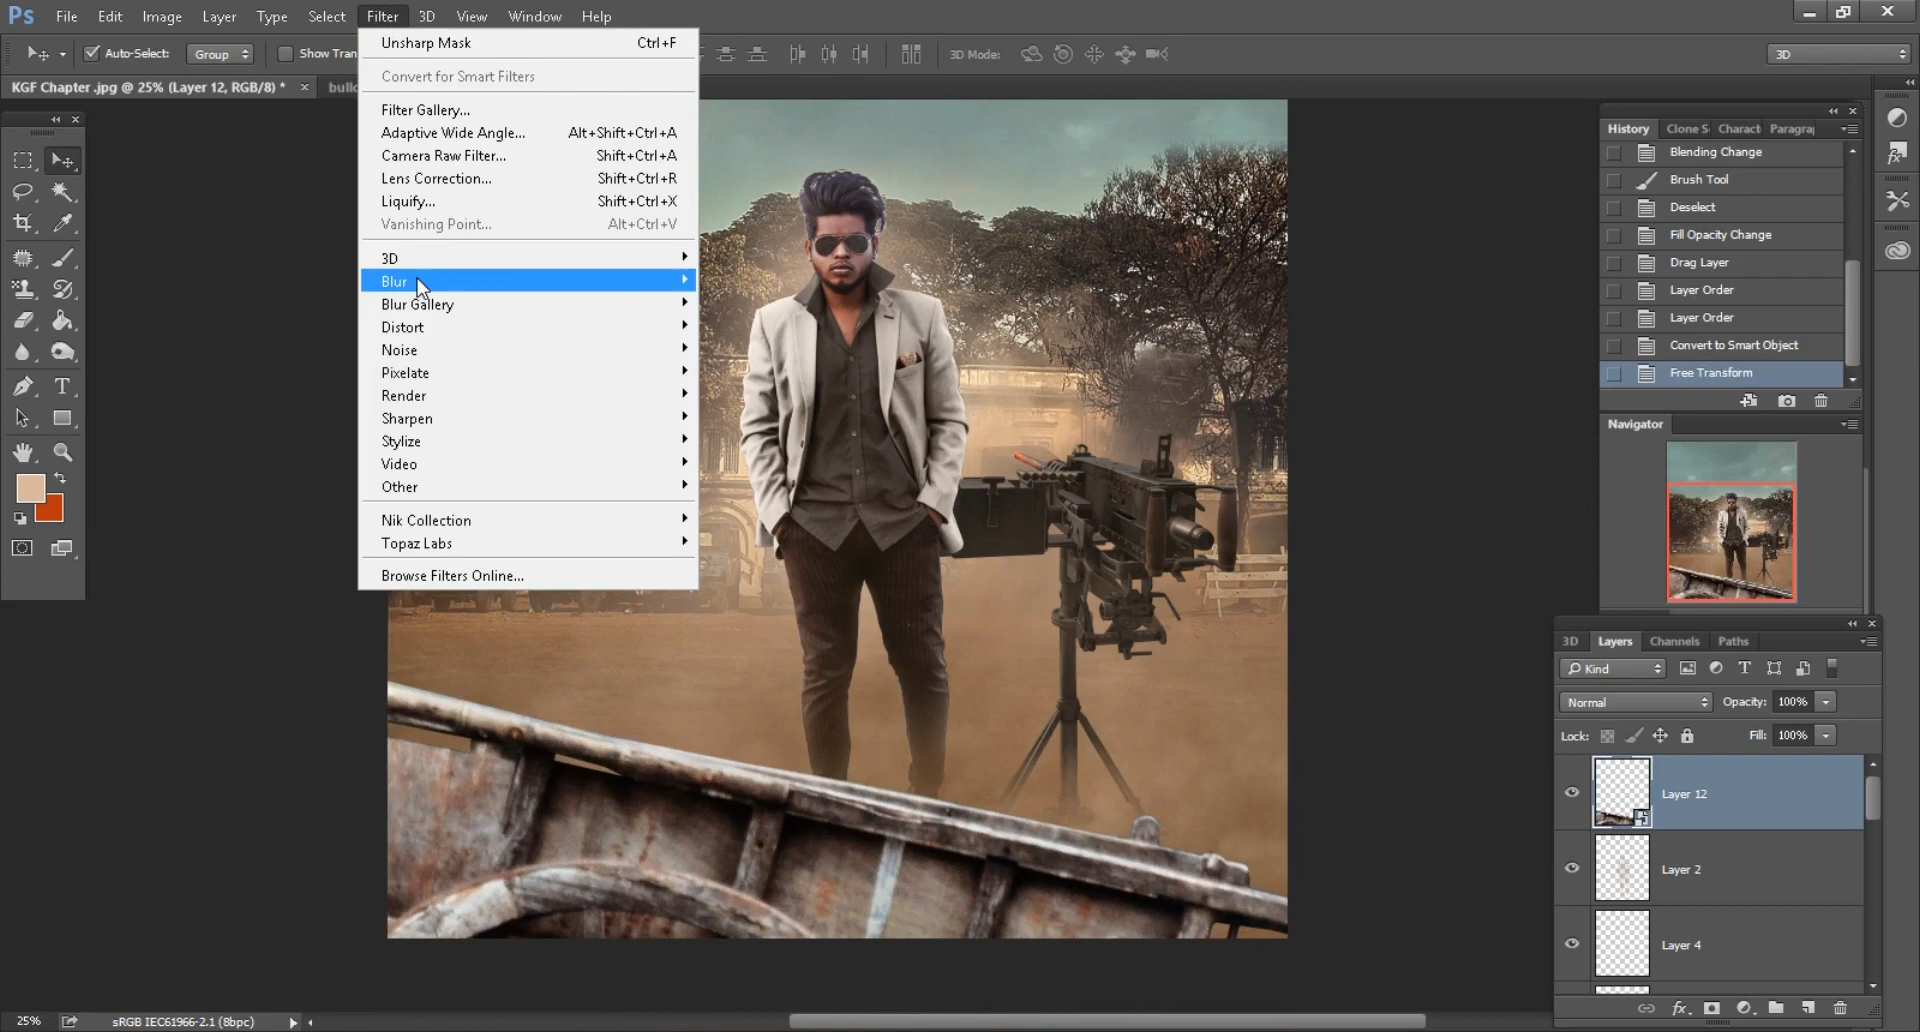 Ps File Edit Image Layer Type Select Filter 3D View Window Help
Auto-Select: Group Show Tran 3D Mode: 3D
KGF Chapter .jpg @ 25% (Layer 12, RGB/8) * × bullo
Unsharp Mask Ctrl+F
Convert for Smart Filters
Filter Gallery...
Adaptive Wide Angle... Alt+Shift+Ctrl+A
Camera Raw Filter... Shift+Ctrl+A
Lens Correction... Shift+Ctrl+R
Liquify... Shift+Ctrl+X
Vanishing Point... Alt+Ctrl+V
3D
Blur
Blur Gallery
Distort
Noise
Pixelate
Render
Sharpen
Stylize
Video
Other
Nik Collection
Topaz Labs
Browse Filters Online...
History Clone S Charact Paragra
Blending Change
Brush Tool
Deselect
Fill Opacity Change
Drag Layer
Layer Order
Layer Order
Convert to Smart Object
Free Transform
Navigator
3D Layers Channels Paths
Kind
Normal Opacity: 100%
Lock: Fill: 100%
Layer 12
Layer 2
Layer 4
25% sRGB IEC61966-2.1 (8bpc)